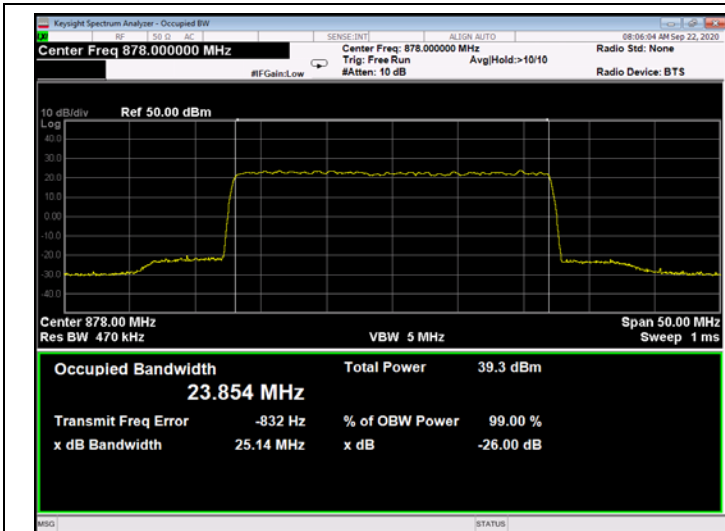 Keysight Spectrum Analyzer - Occupied BW
RF 50 Ω AC SENSE:INT ALIGN AUTO 08:06:04 AM Sep 22, 2020
Center Freq 878.000000 MHz Center Freq: 878.000000 MHz Radio Std: None
Trig: Free Run Avg|Hold:>10/10
#IFGain:Low #Atten: 10 dB Radio Device: BTS
10 dB/div Ref 50.00 dBm
Log
40.0
30.0
20.0
10.0
0.00
-10.0
-20.0
-30.0
-40.0
Center 878.00 MHz Span 50.00 MHz
Res BW 470 kHz VBW 5 MHz Sweep 1 ms
Occupied Bandwidth Total Power 39.3 dBm
23.854 MHz
Transmit Freq Error -832 Hz % of OBW Power 99.00 %
x dB Bandwidth 25.14 MHz x dB -26.00 dB
MSG STATUS